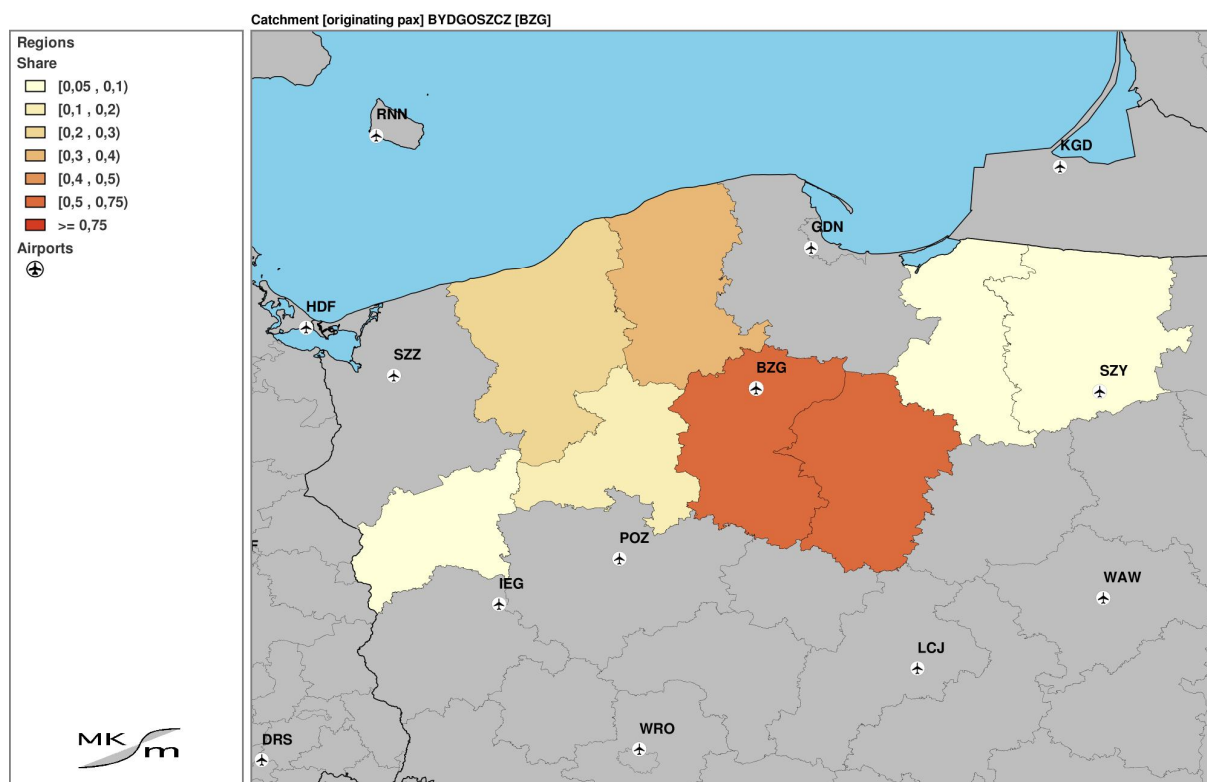 Catchment [originating pax] BYDGOSZCZ [BZG]
Regions
Share
[0,05 , 0,1)
[0,1 , 0,2)
[0,2 , 0,3)
[0,3 , 0,4)
[0,4 , 0,5)
[0,5 , 0,75)
>= 0,75
Airports
RNN
KGD
GDN
HDF
SZZ
BZG
SZY
F
POZ
IEG
WAW
LCJ
WRO
DRS
MK
m